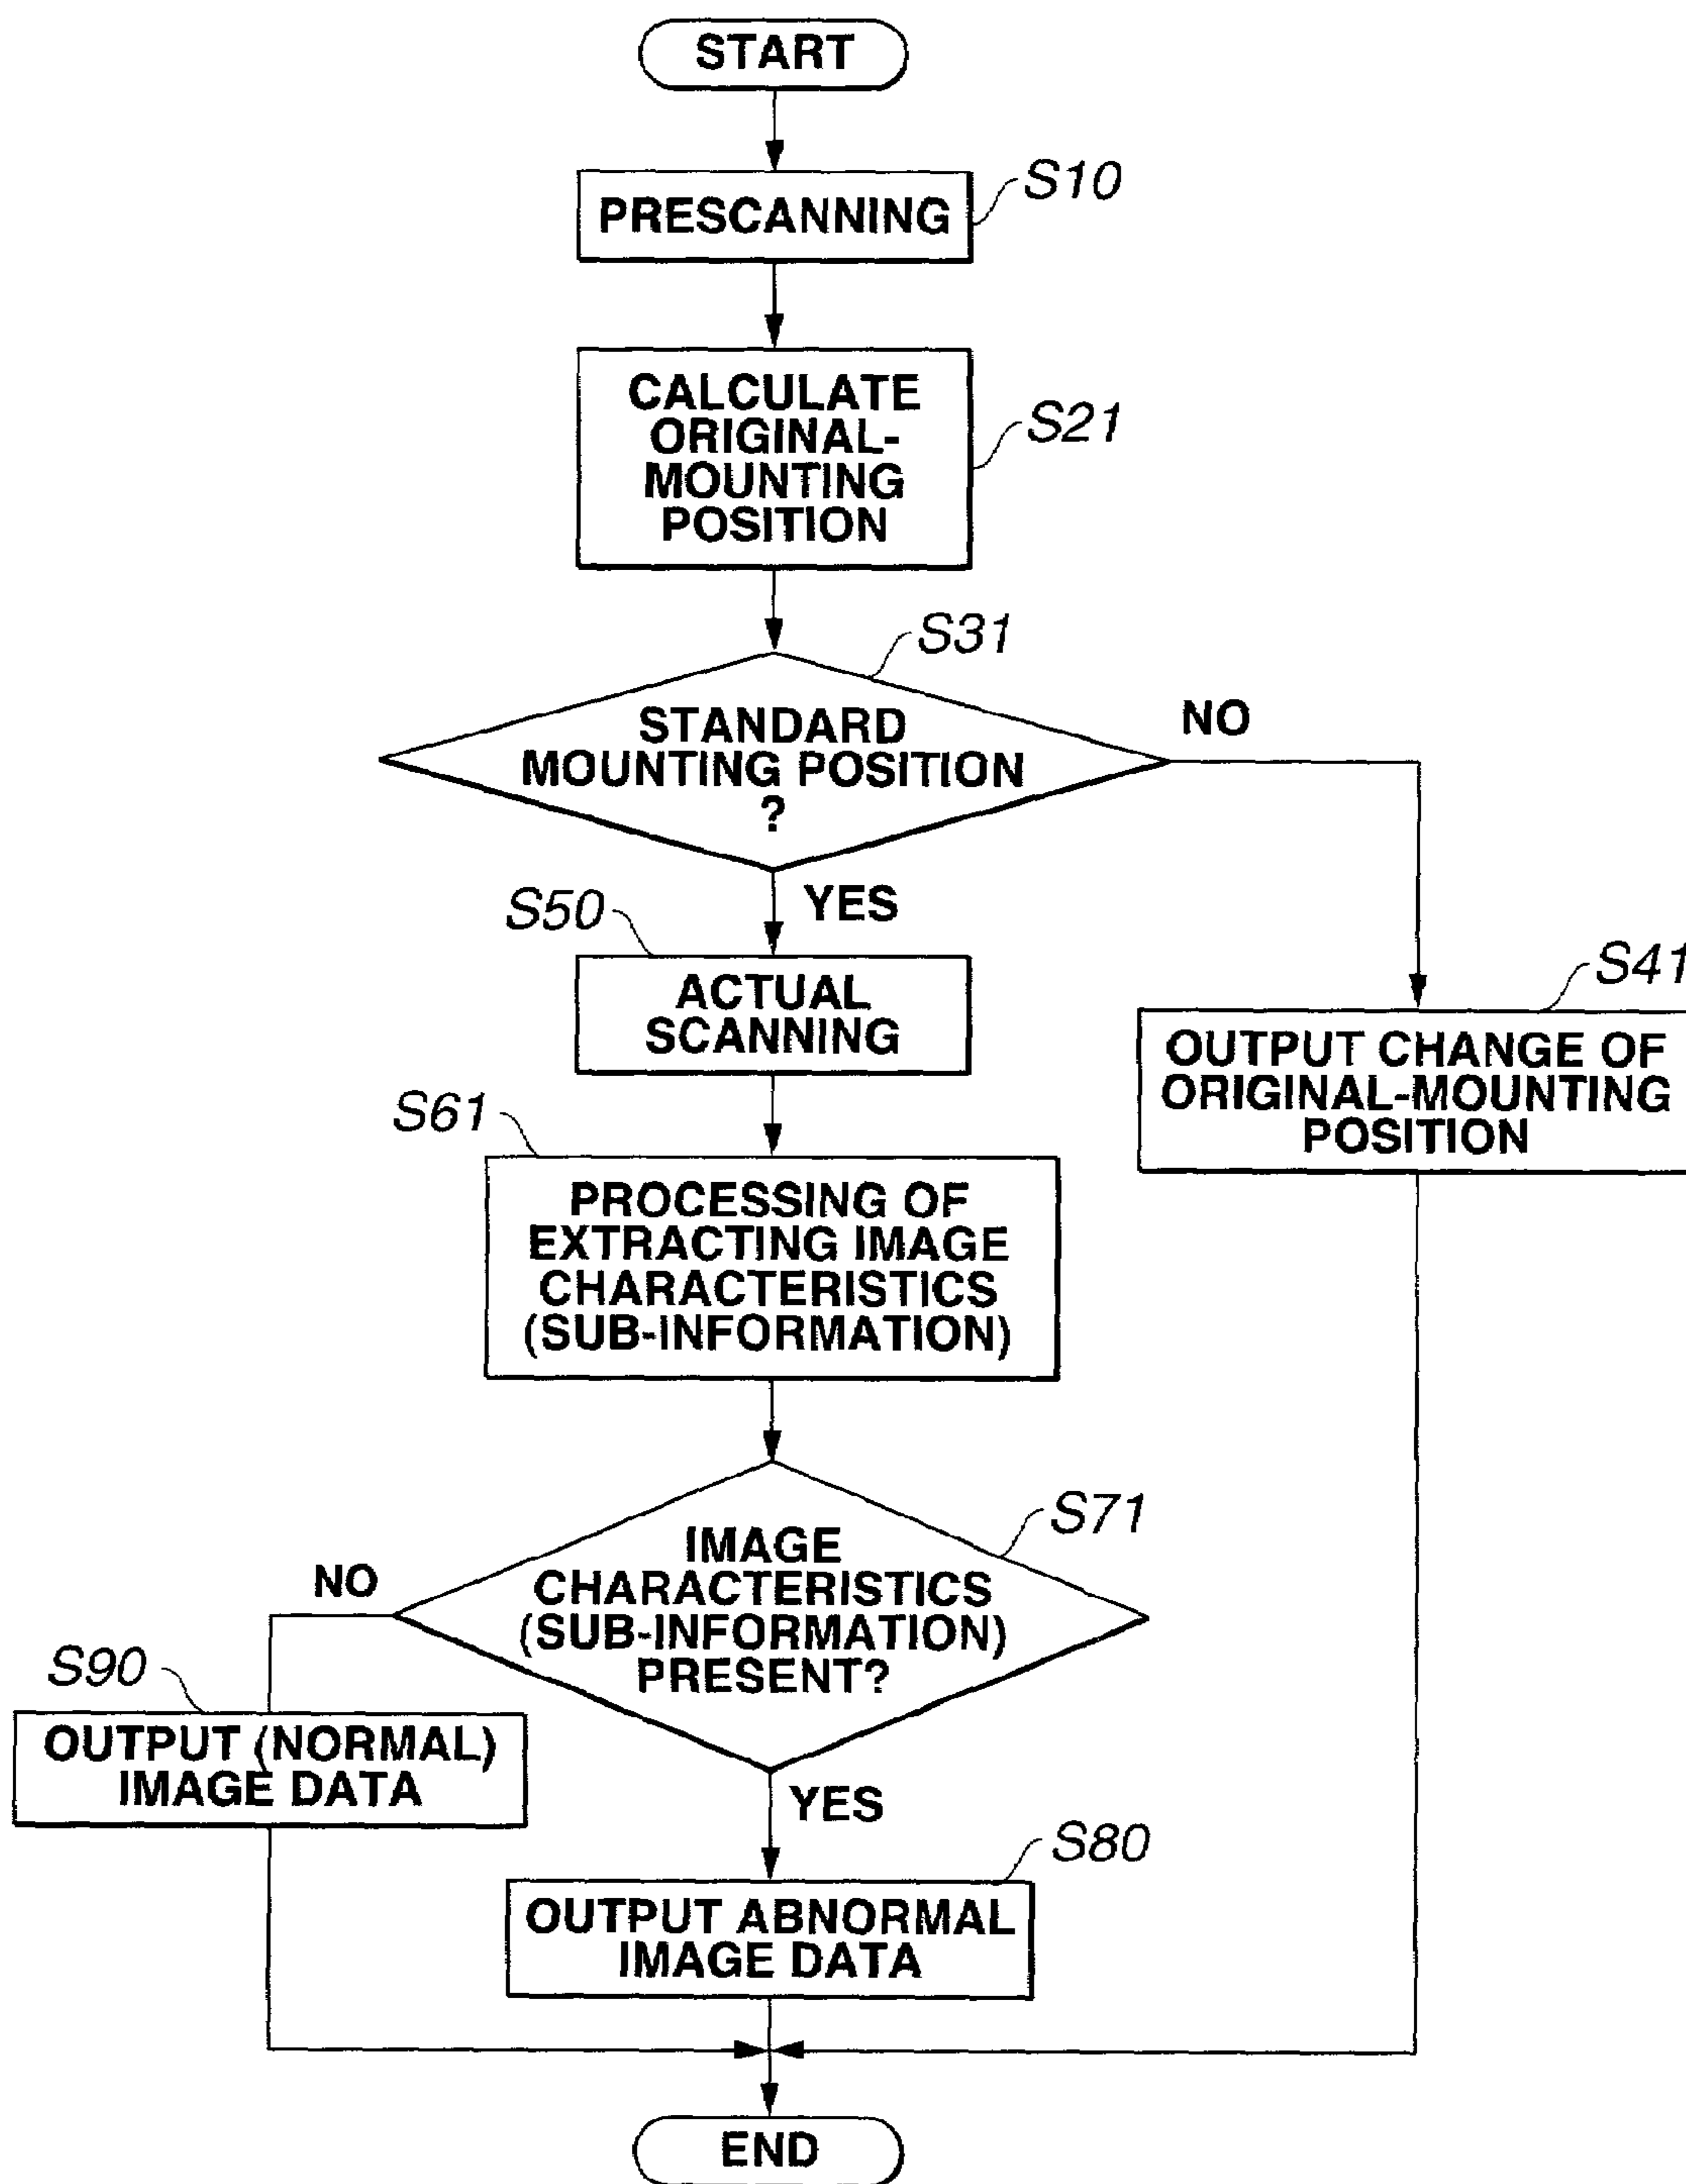 START
PRESCANNING
S10
CALCULATE
ORIGINAL-
MOUNTING
POSITION
S21
S31
STANDARD
MOUNTING POSITION
?
NO
YES
S50
ACTUAL
SCANNING
S41
OUTPUT CHANGE OF
ORIGINAL-MOUNTING
POSITION
S61
PROCESSING OF
EXTRACTING IMAGE
CHARACTERISTICS
(SUB-INFORMATION)
S71
IMAGE
CHARACTERISTICS
(SUB-INFORMATION)
PRESENT?
NO
S90
OUTPUT (NORMAL)
IMAGE DATA
YES
S80
OUTPUT ABNORMAL
IMAGE DATA
END